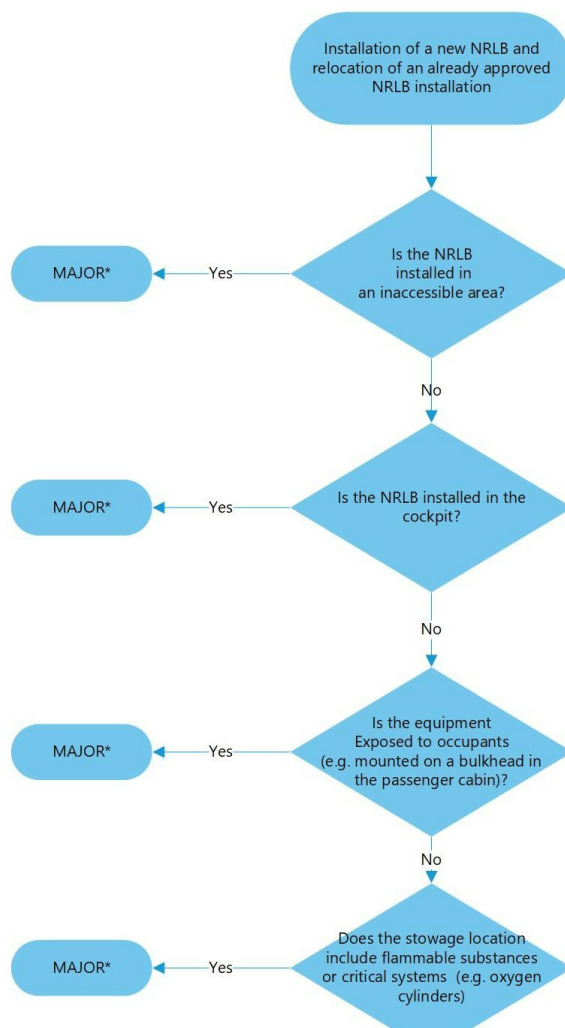 Installation of a new NRLB and
relocation of an already approved
NRLB installation
Is the NRLB
installed in
an inaccessible area?
Yes
MAJOR*
No
Is the NRLB installed in the
cockpit?
Yes
MAJOR*
No
Is the equipment
Exposed to occupants
(e.g. mounted on a bulkhead in
the passenger cabin)?
Yes
MAJOR*
No
Does the stowage location
include flammable substances
or critical systems (e.g. oxygen
cylinders)
Yes
MAJOR*